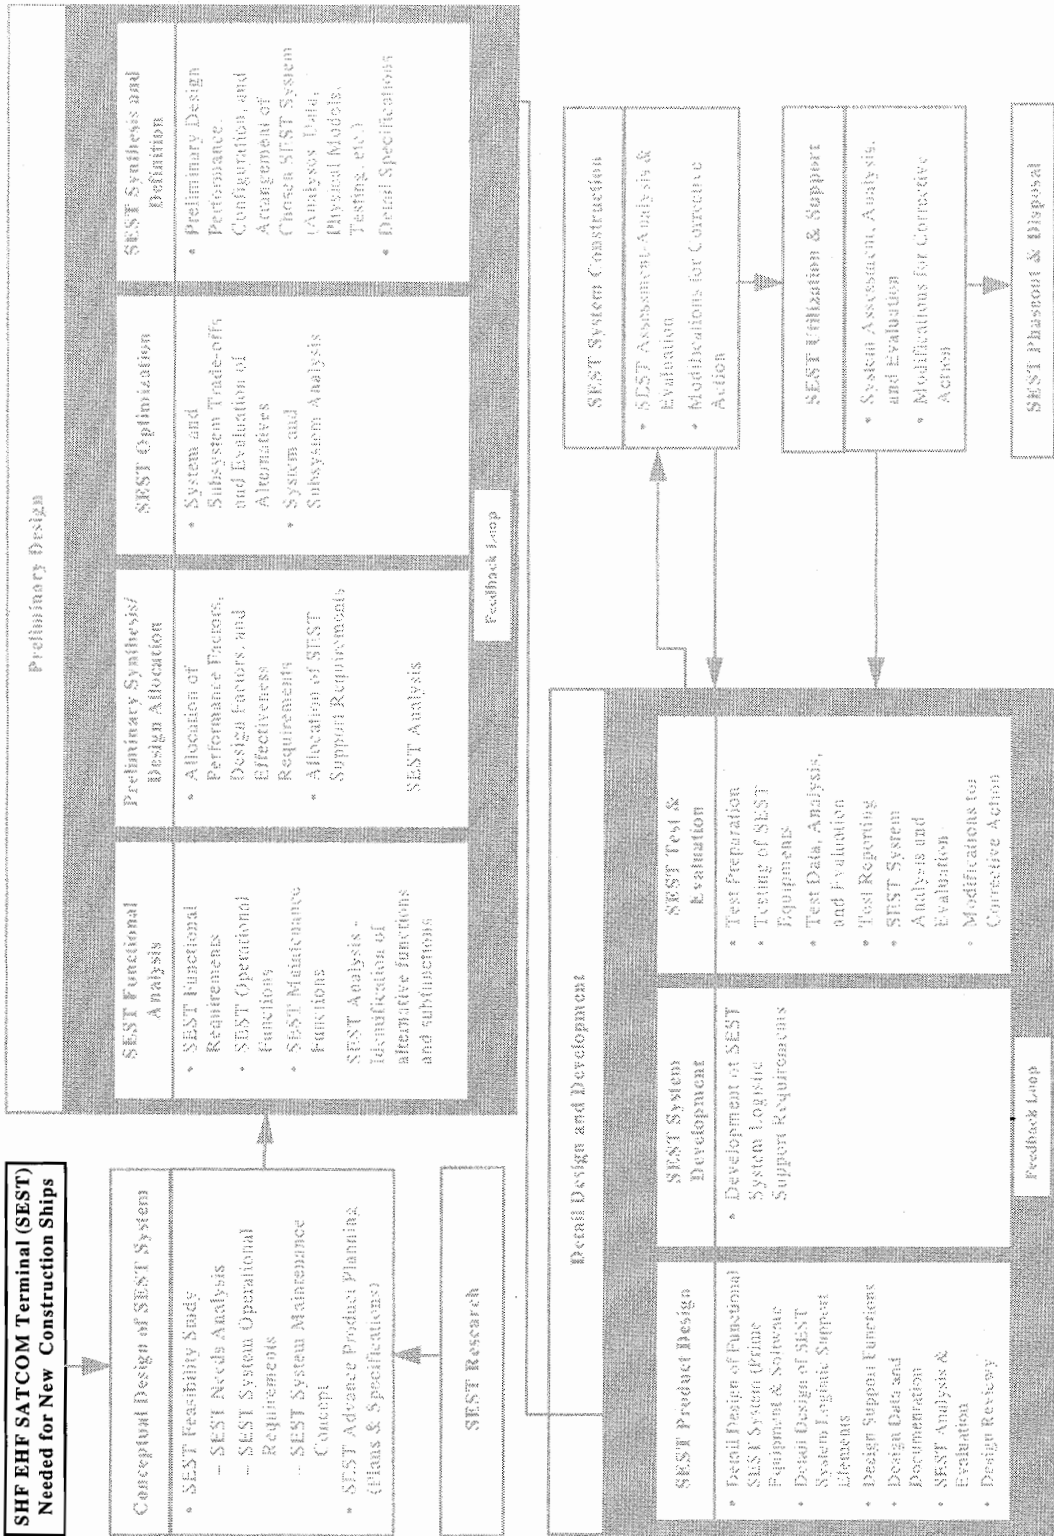 SHF EHF SATCOM Terminal (SEST)
Needed for New Construction Ships
Conceptual Design of SEST System
• SEST Feasibility Study
– SEST Needs Analysis
– SEST System Operational
Requirements
– SEST System Maintenance
Concept
• SEST Advance Product Planning
(Plans & Specifications)
SEST Research
Preliminary Design
SEST Functional
Analysis
• SEST Functional
Requirements
• SEST Operational
Functions
• SEST Maintenance
Functions
SEST Analysis -
Identification of
alternative functions
and subfunctions
Preliminary Synthesis/
Design Allocation
• Allocation of
Performance Factors,
Design Factors, and
Effectiveness
Requirements
• Allocation of SEST
Support Requirements
SEST Analysis
SEST Optimization
• System and
Subsystem Trade-offs
and Evaluation of
Alternatives
• System and
Subsystem Analysis
SEST Synthesis and
Definition
• Preliminary Design
Performance,
Configuration, and
Arrangement of
Chosen SEST System
(Analyses, Data,
Physical Models,
Testing, etc.)
• Detail Specifications
Feedback Loop
Detail Design and Development
SEST Product Design
• Detail Design of Functional
SEST System (Prime
Equipment & Software
• Detail Design of SEST
System Logistic Support
Elements
• Design Support Functions
• Design Data and
Documentation
• SEST Analysis &
Evaluation
• Design Review
SEST System
Development
• Development of SEST
System Logistic
Support Requirements
SEST Test &
Evaluation
• Test Preparation
• Testing of SEST
Equipments
• Test Data, Analysis,
and Evaluation
• Test Reporting
• SEST System
Analysis and
Evaluation
• Modifications for
Corrective Action
Feedback Loop
SEST System Construction
• SEST Assessment-Analysis &
Evaluation
• Modifications for Corrective
Action
SEST Utilization & Support
• System Assessment, Analysis,
and Evaluation
• Modifications for Corrective
Action
SEST Phaseout & Disposal